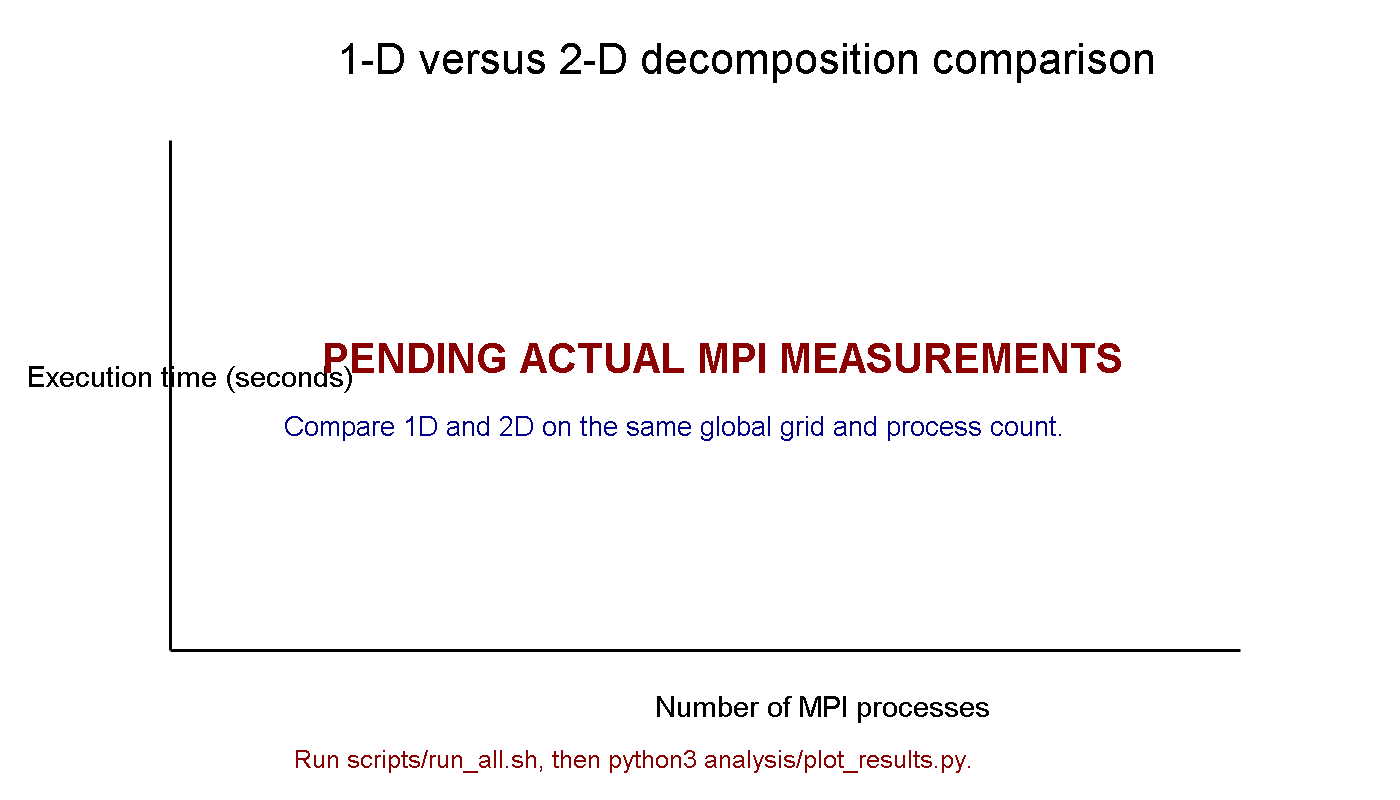 1-D versus 2-D decomposition comparison
PENDING ACTUAL MPI MEASUREMENTS
Execution time (seconds)
Compare 1D and 2D on the same global grid and process count.
Number of MPI processes
Run scripts/run_all.sh, then python3 analysis/plot_results.py.